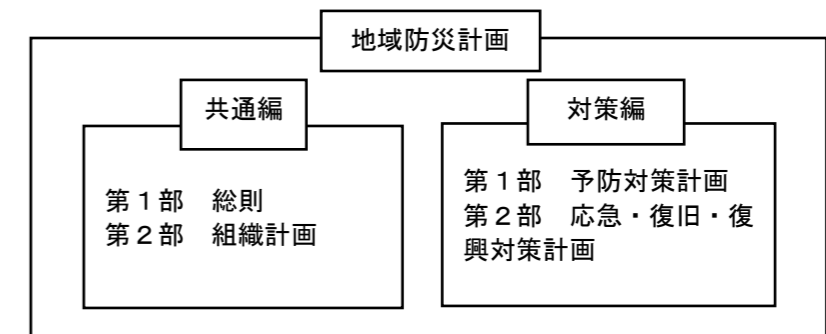 地域防災計画
共通編
第１部　総則
第２部　組織計画
対策編
第１部　予防対策計画
第２部　応急・復旧・復
興対策計画